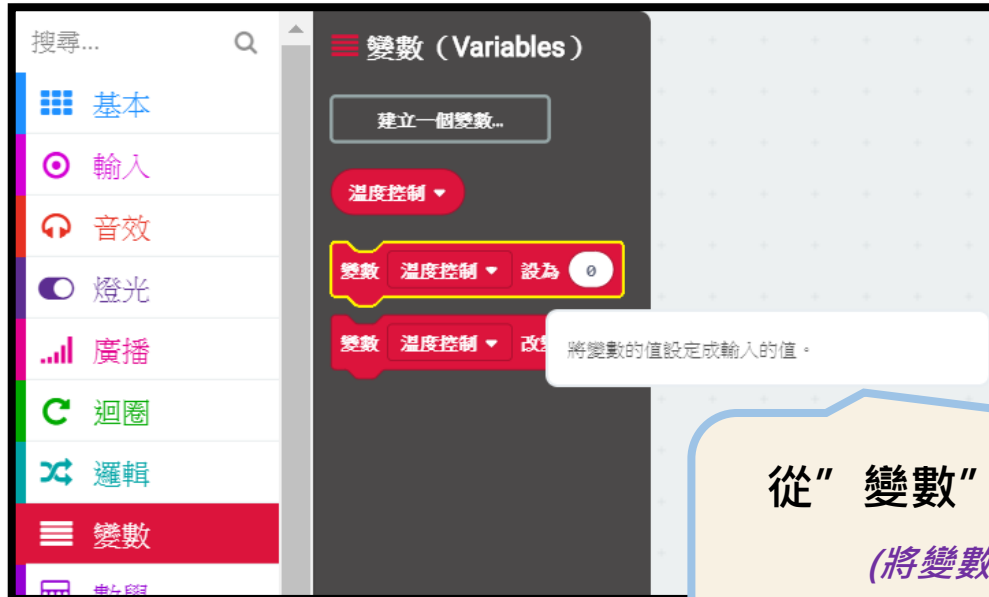 搜尋...
基本
輸入
音效
燈光
廣播
迴圈
邏輯
變數
數學
變數（Variables）
建立一個變數...
溫度控制
變數 溫度控制 設為 0
變數 溫度控制 改
將變數的值設定成輸入的值。
從”變數”
(將變數